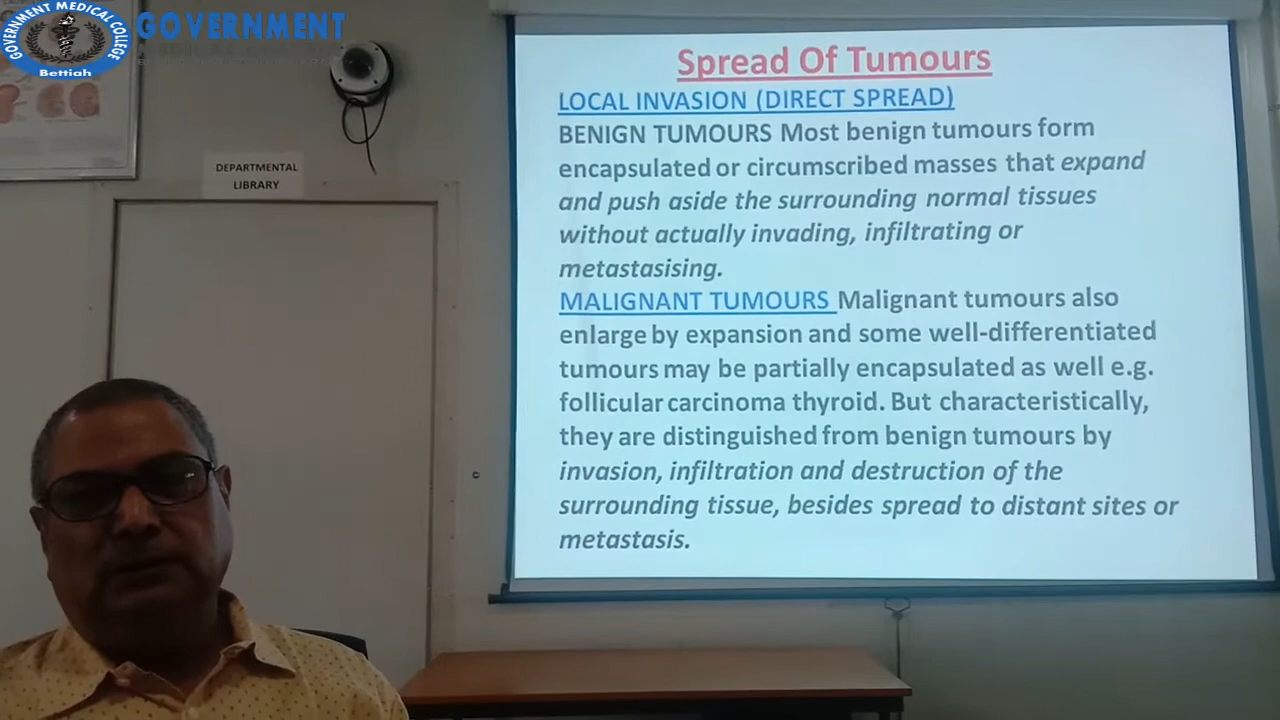 GOVERNMENT MEDICAL COLLEGE
Bettiah
GOVERNMENT
DEPARTMENTAL
LIBRARY
Spread Of Tumours
LOCAL INVASION (DIRECT SPREAD)
BENIGN TUMOURS Most benign tumours form
encapsulated or circumscribed masses that expand
and push aside the surrounding normal tissues
without actually invading, infiltrating or
metastasising.
MALIGNANT TUMOURS Malignant tumours also
enlarge by expansion and some well-differentiated
tumours may be partially encapsulated as well e.g.
follicular carcinoma thyroid. But characteristically,
they are distinguished from benign tumours by
invasion, infiltration and destruction of the
surrounding tissue, besides spread to distant sites or
metastasis.